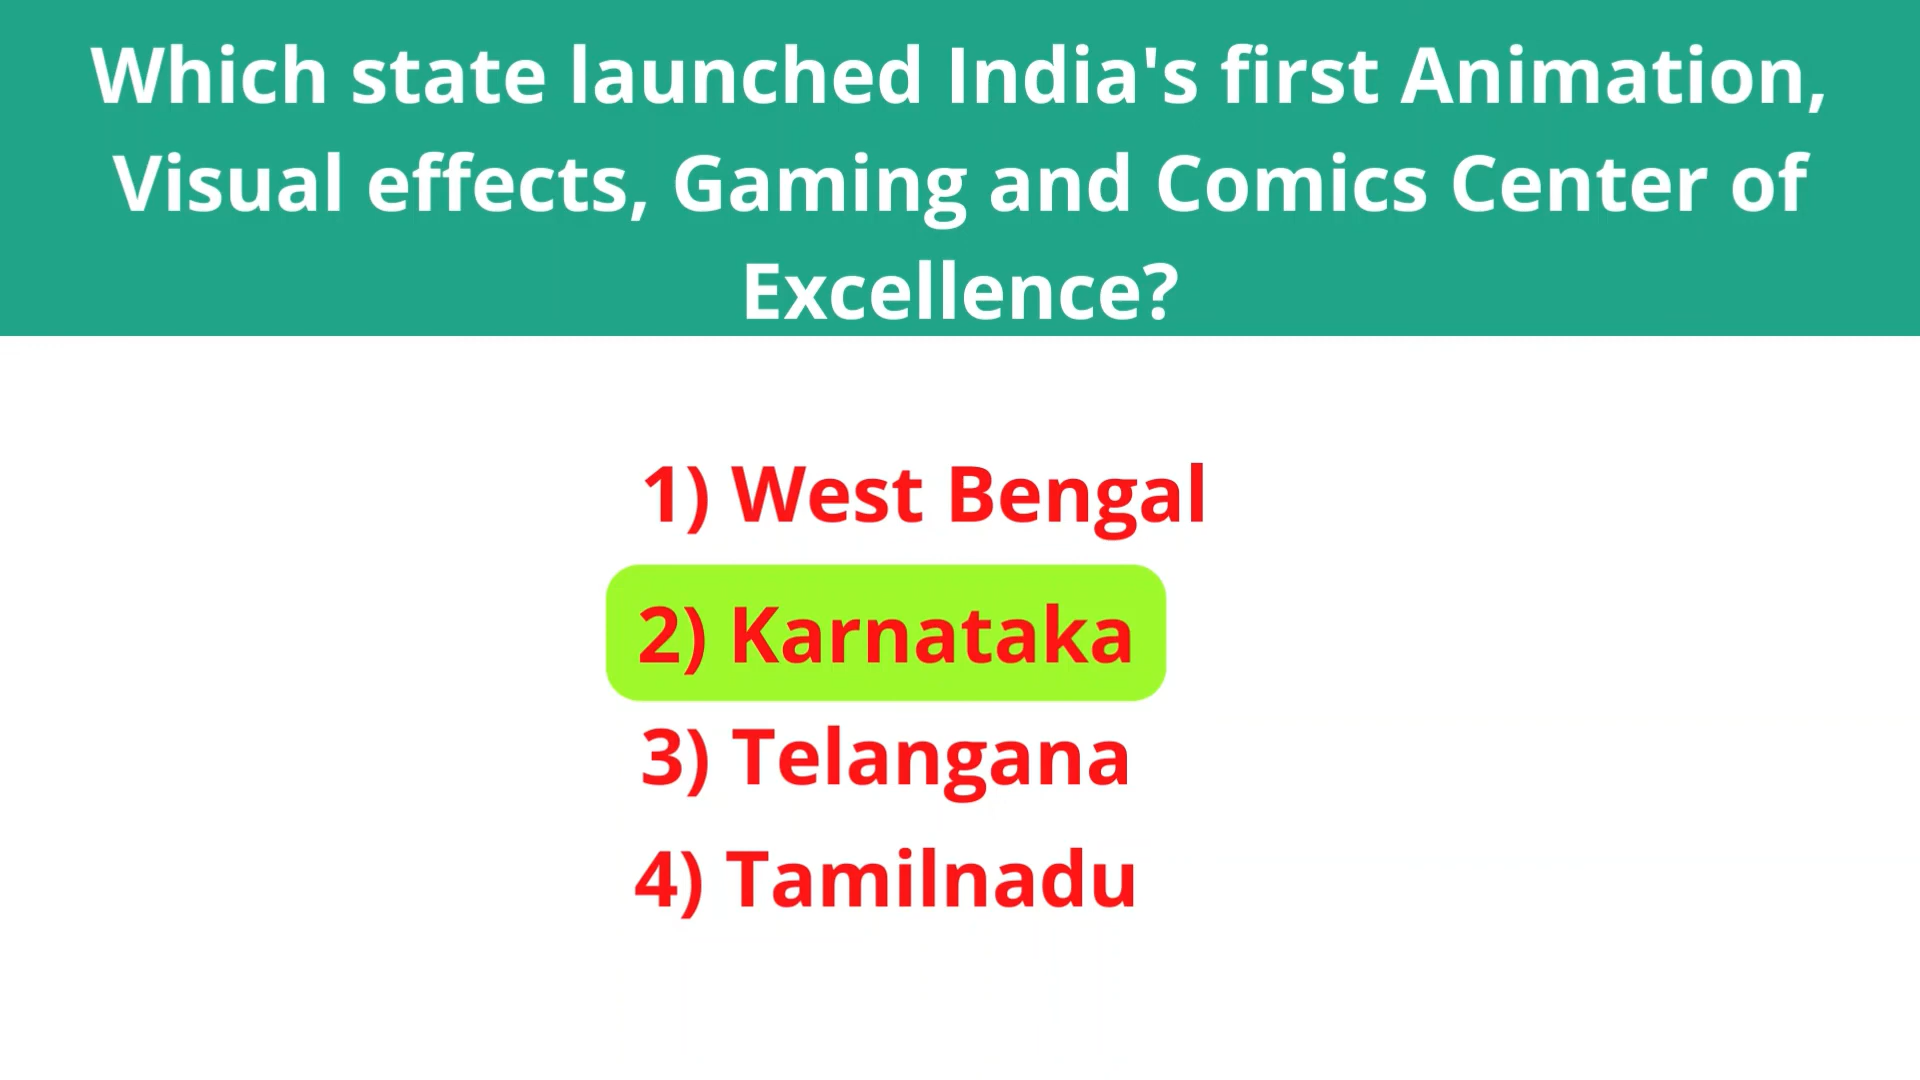 Which state launched India's first Animation,
Visual effects, Gaming and Comics Center of
Excellence?
1) West Bengal
2) Karnataka
3) Telangana
4) Tamilnadu